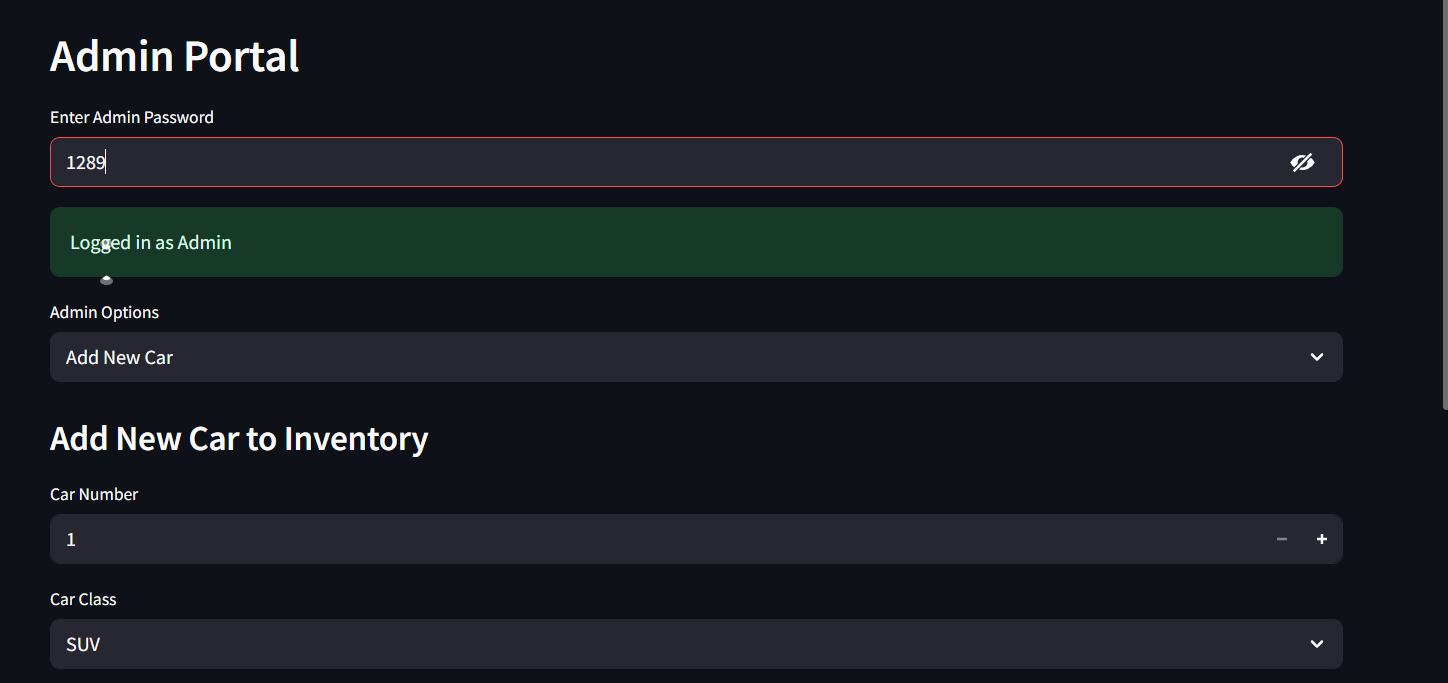 Admin Portal
Enter Admin Password
1289
Logged in as Admin
Admin Options
Add New Car
Add New Car to Inventory
Car Number
1
Car Class
SUV